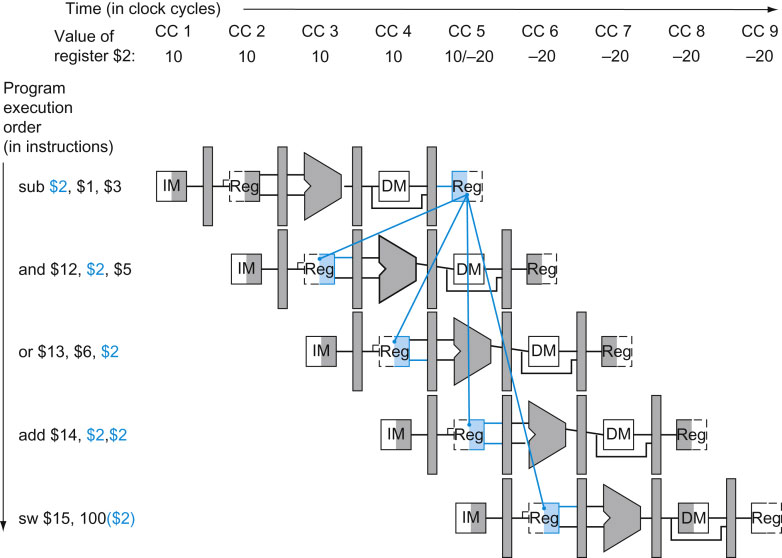 Time (in clock cycles)
Value of
register $2:
CC 1 CC 2 CC 3 CC 4 CC 5 CC 6 CC 7 CC 8 CC 9
10 10 10 10 10/–20 –20 –20 –20 –20
Program
execution
order
(in instructions)
sub $2, $1, $3
IM Reg DM Reg
and $12, $2, $5
IM Reg DM Reg
or $13, $6, $2
IM Reg DM Reg
add $14, $2,$2
IM Reg DM Reg
sw $15, 100($2)
IM Reg DM Reg